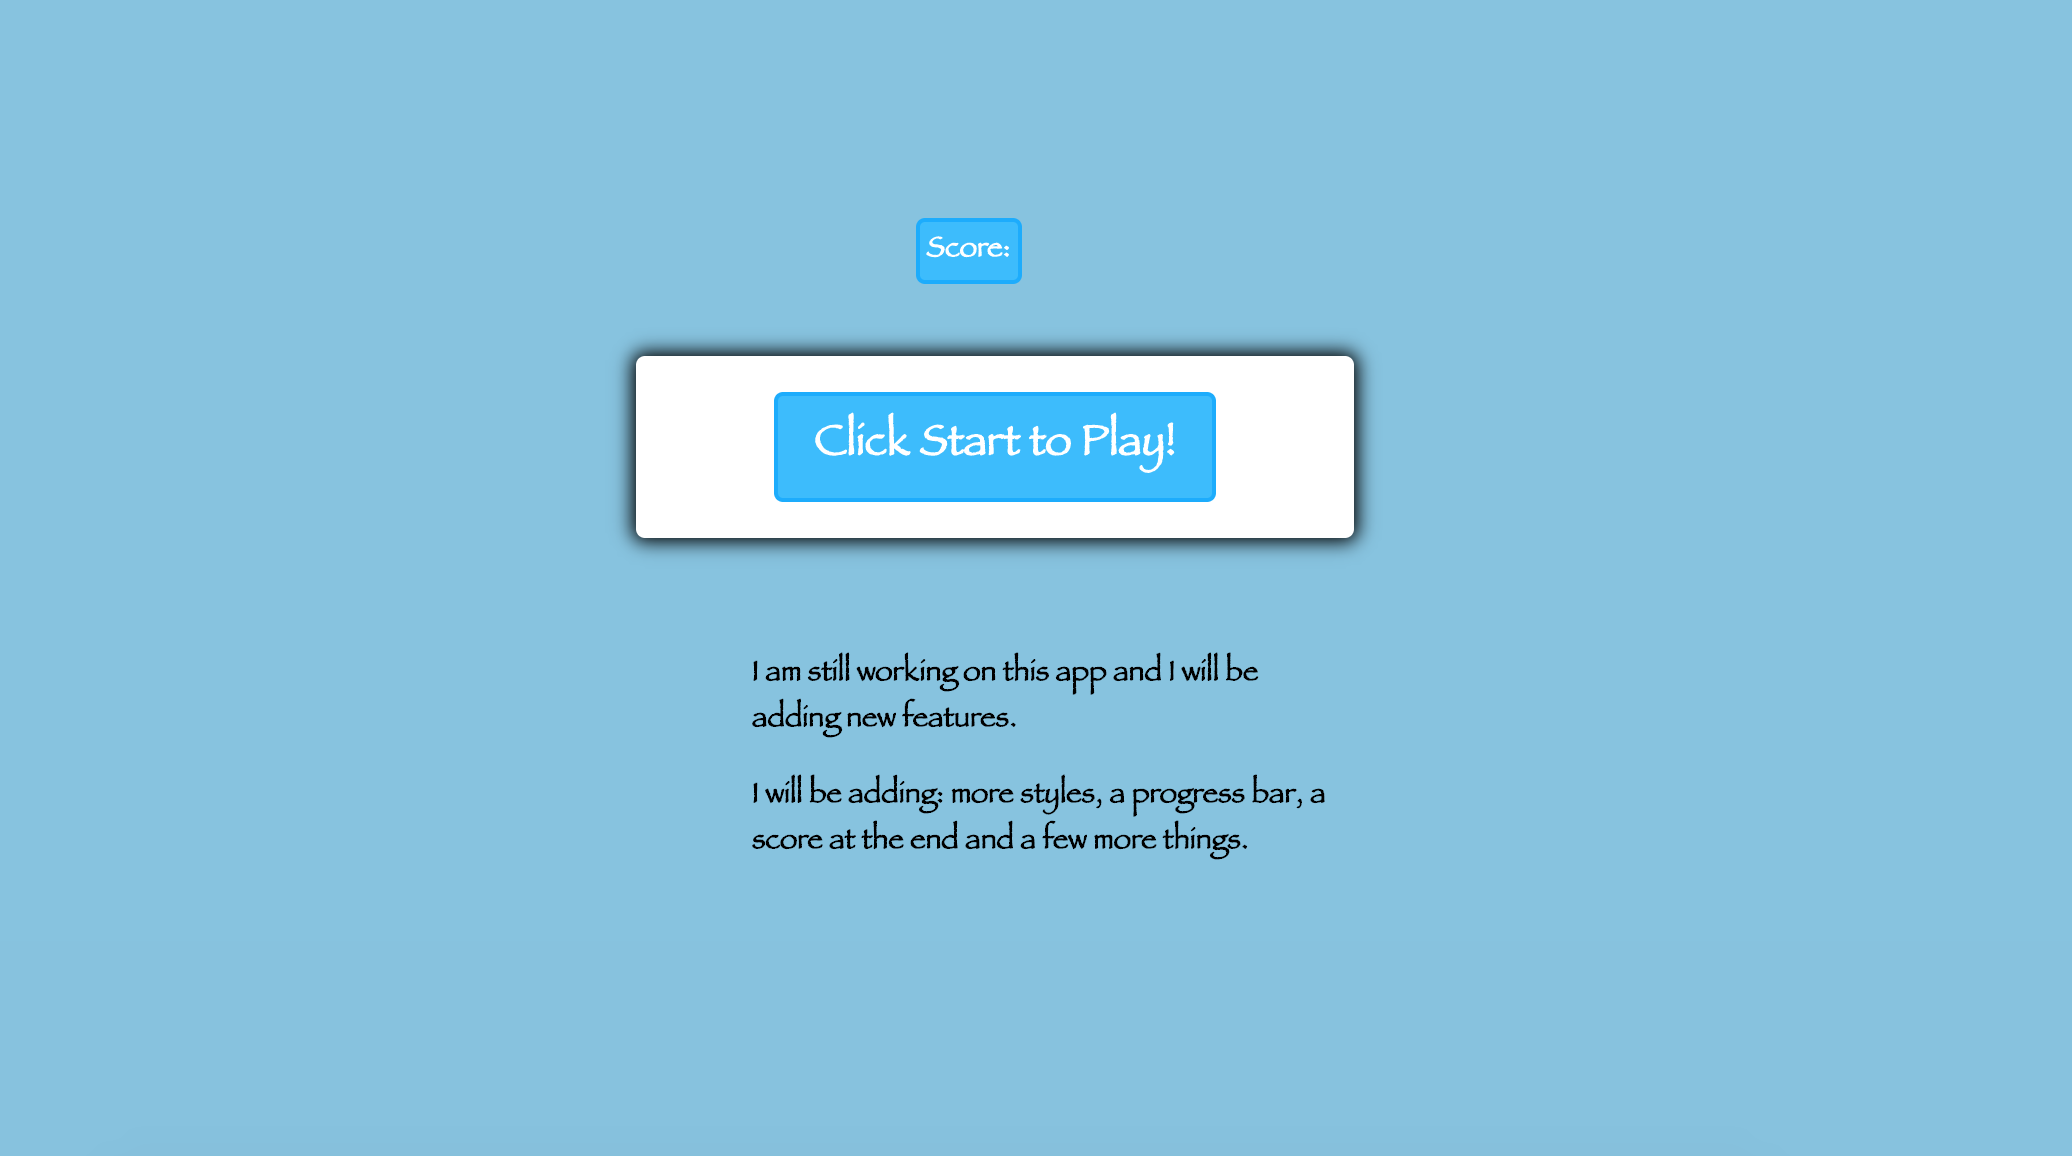 Score:
Click Start to Play!
I am still working on this app and I will be
adding new features.
I will be adding: more styles, a progress bar, a
score at the end and a few more things.